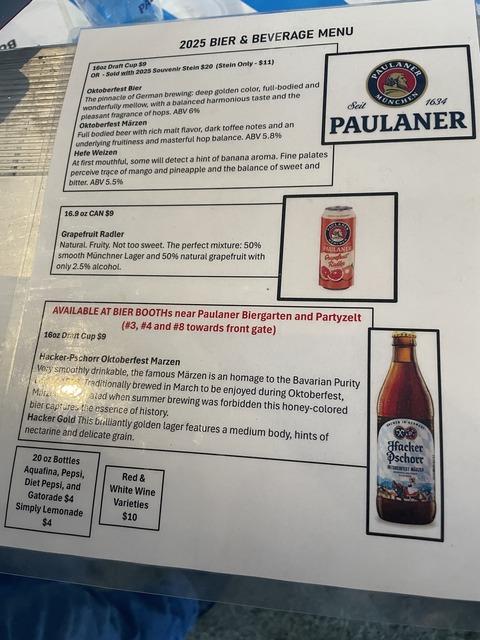 2025 BIER & BEVERAGE MENU
16oz Draft Cup $9
OR - Sold with 2025 Souvenir Stein $20 (Stein Only - $11)
Oktoberfest Bier
The pinnacle of German brewing: deep golden color, full-bodied and
wonderfully mellow, with a balanced harmonious taste and the
pleasant fragrance of hops. ABV 6%
Oktoberfest Märzen
Full bodied beer with rich malt flavor, dark toffee notes and an
underlying fruitiness and masterful hop balance. ABV 5.8%
Hefe Weizen
At first mouthful, some will detect a hint of banana aroma. Fine palates
perceive trace of mango and pineapple and the balance of sweet and
bitter. ABV 5.5%
PAULANER
MÜNCHEN
Seit 1634
PAULANER
16.9 oz CAN $9
Grapefruit Radler
Natural. Fruity. Not too sweet. The perfect mixture: 50%
smooth Münchner Lager and 50% natural grapefruit with
only 2.5% alcohol.
PAULANER
Grapefruit
Radler
AVAILABLE AT BIER BOOTHS near Paulaner Biergarten and Partyzelt
(#3, #4 and #8 towards front gate)
16oz Draft Cup $9
Hacker-Pschorr Oktoberfest Marzen
Very smoothly drinkable, the famous Märzen is an homage to the Bavarian Purity
Traditionally brewed in March to be enjoyed during Oktoberfest,
when summer brewing was forbidden this honey-colored
bier captures the essence of history.
Hacker Gold This brilliantly golden lager features a medium body, hints of
nectarine and delicate grain.
Hacker
Pschorr
OKTOBERFEST MÄRZEN
20 oz Bottles
Aquafina, Pepsi,
Diet Pepsi, and
Gatorade $4
Simply Lemonade
$4
Red &
White Wine
Varieties
$10